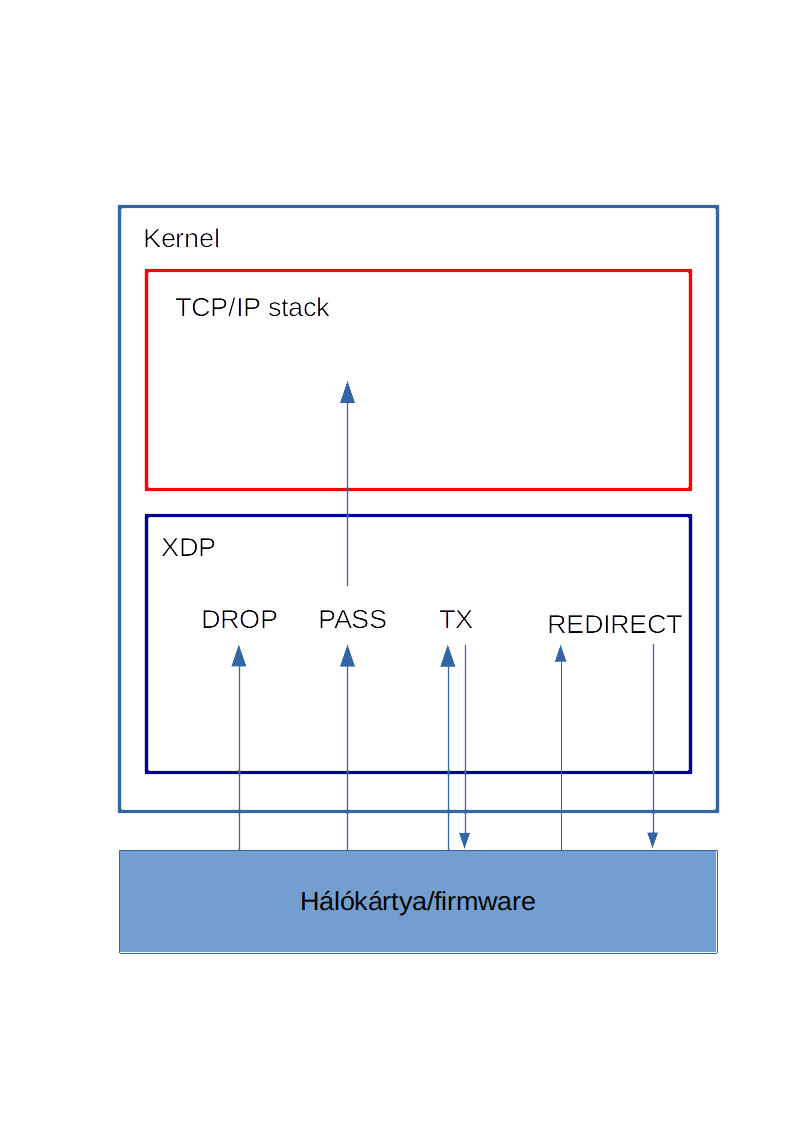 Kernel
TCP/IP stack
XDP
DROP PASS TX REDIRECT
Hálókártya/firmware